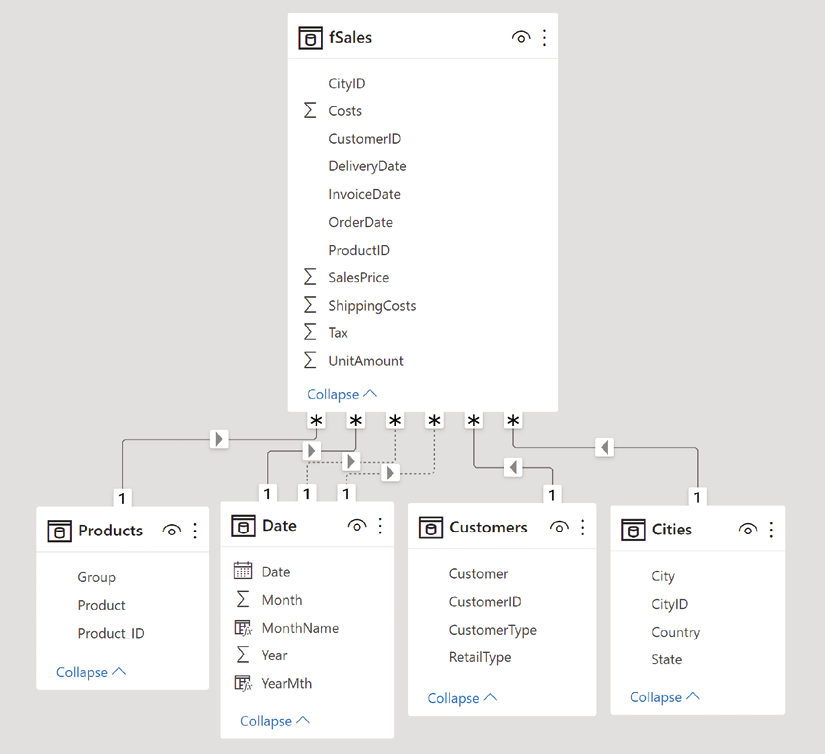 fSales
CityID
Costs
CustomerID
DeliveryDate
InvoiceDate
OrderDate
ProductID
SalesPrice
ShippingCosts
Tax
UnitAmount
Collapse
* * * * * *
1 1 1 1 1 1
Products
Group
Product
Product ID
Collapse
Date
Date
Month
MonthName
Year
YearMth
Collapse
Customers
Customer
CustomerID
CustomerType
RetailType
Collapse
Cities
City
CityID
Country
State
Collapse